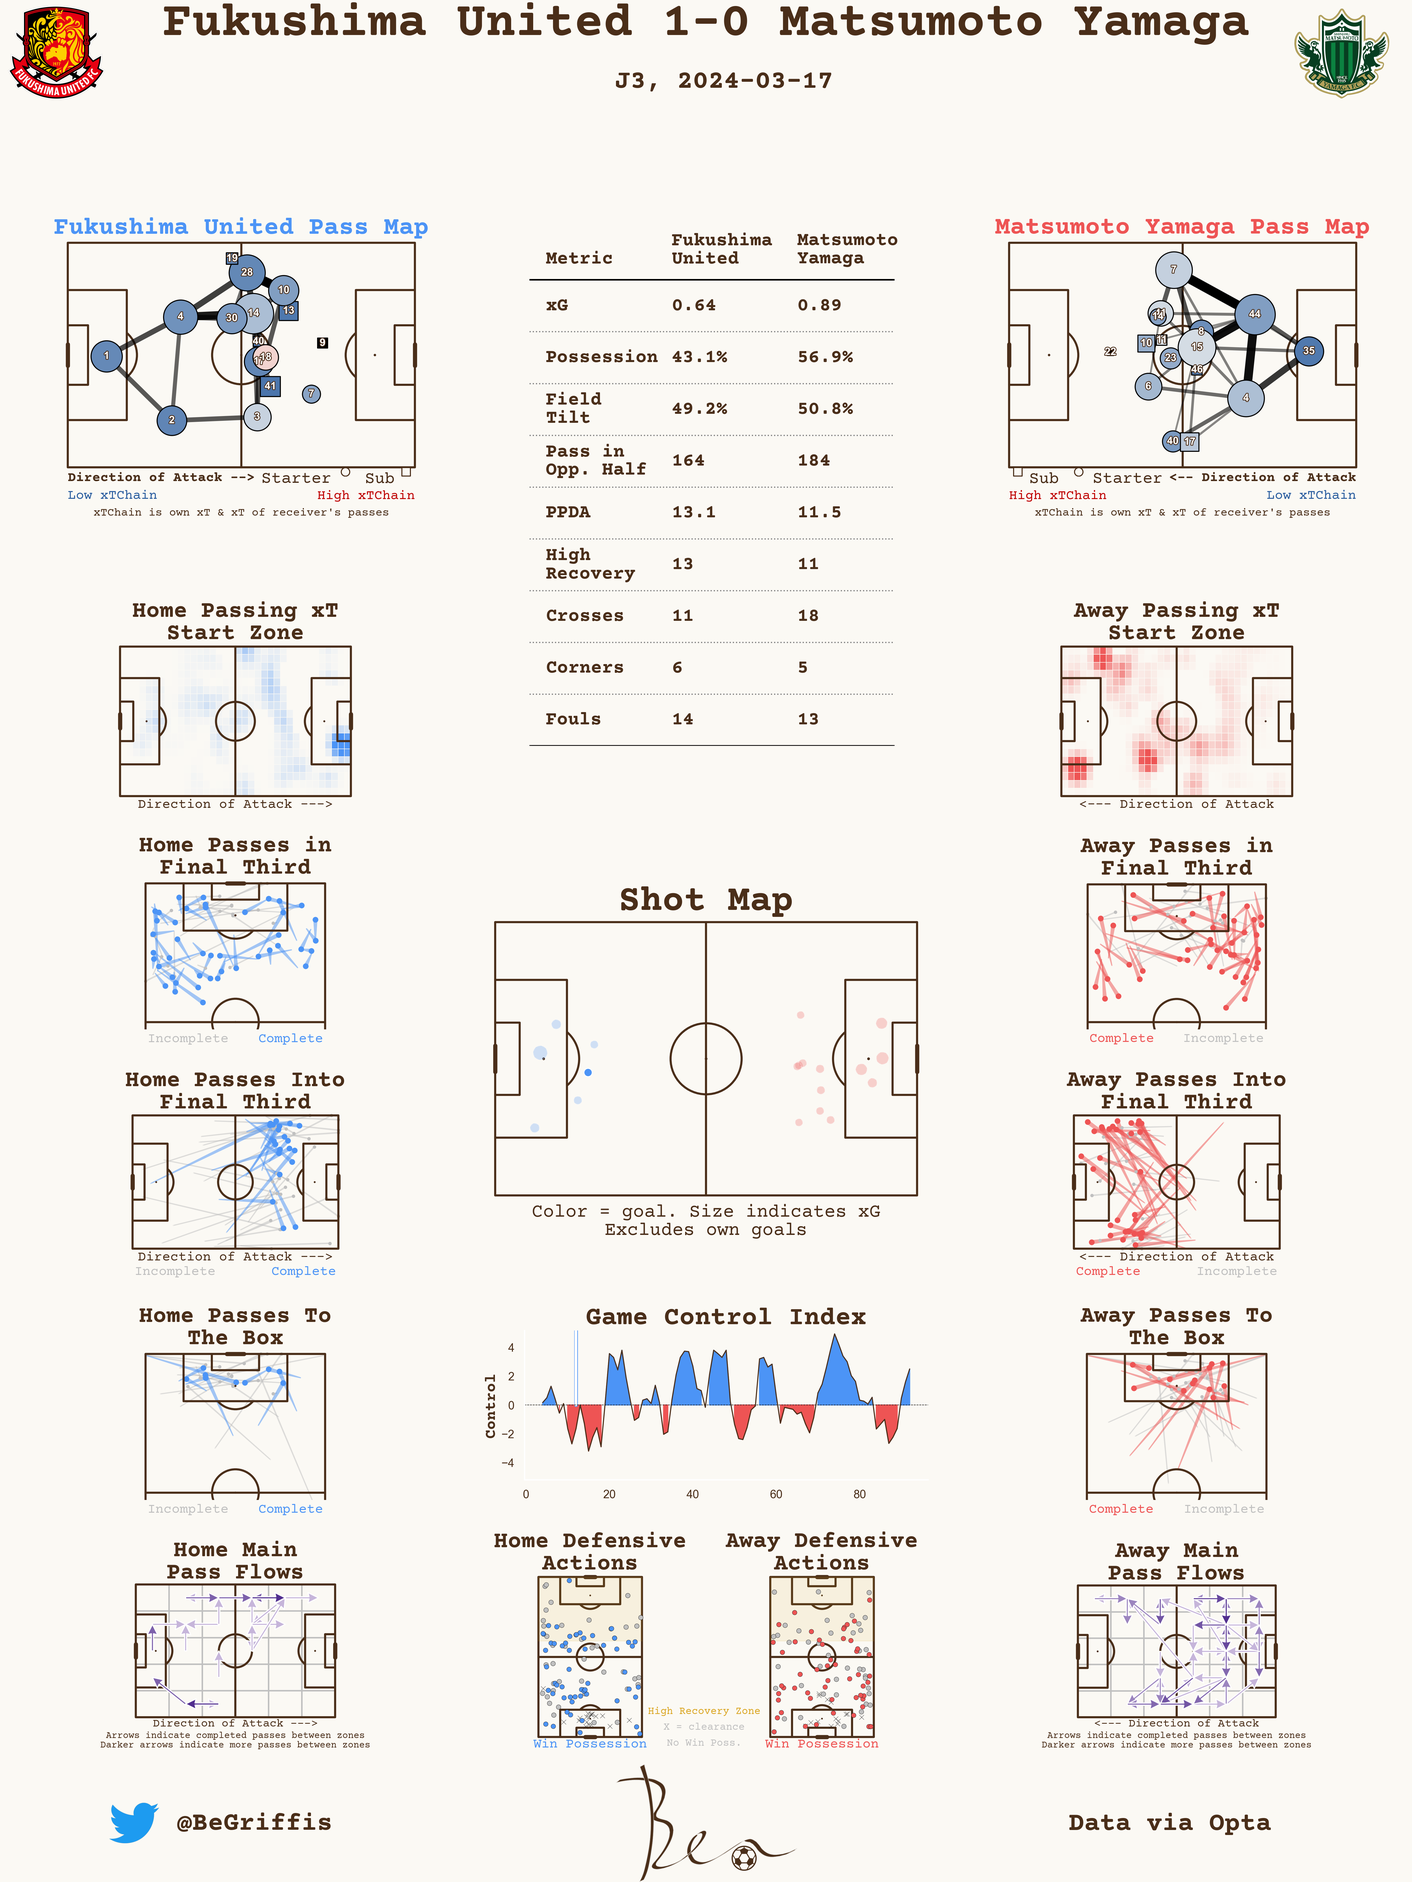 Fukushima United 1-0 Matsumoto Yamaga
J3, 2024-03-17
FUKUSHIMA UNITED FC
Fukushima United Pass Map
19
28
10
13
14
30
4
40
18
9
1
41
7
3
2
Direction of Attack --> Starter Sub
Low xTChain High xTChain
xTChain is own xT & xT of receiver's passes
Metric Fukushima United Matsumoto Yamaga
xG 0.64 0.89
Possession 43.1% 56.9%
Field Tilt 49.2% 50.8%
Pass in Opp. Half 164 184
PPDA 13.1 11.5
High Recovery 13 11
Crosses 11 18
Corners 6 5
Fouls 14 13
Matsumoto Yamaga Pass Map
7
44
8
15
10
22
23
35
46
6
4
40
17
Sub Starter <-- Direction of Attack
High xTChain Low xTChain
xTChain is own xT & xT of receiver's passes
Home Passing xT
Start Zone
Direction of Attack --->
Away Passing xT
Start Zone
<--- Direction of Attack
Home Passes in
Final Third
Incomplete Complete
Away Passes in
Final Third
Complete Incomplete
Shot Map
Color = goal. Size indicates xG
Excludes own goals
Home Passes Into
Final Third
Direction of Attack --->
Incomplete Complete
Away Passes Into
Final Third
<--- Direction of Attack
Complete Incomplete
Home Passes To
The Box
Incomplete Complete
Game Control Index
Control
4
2
0
−2
−4
0 20 40 60 80
Away Passes To
The Box
Complete Incomplete
Home Main
Pass Flows
Direction of Attack --->
Arrows indicate completed passes between zones
Darker arrows indicate more passes between zones
Home Defensive
Actions
Win Possession
High Recovery Zone
X = clearance
No Win Poss.
Away Defensive
Actions
Win Possession
Away Main
Pass Flows
<--- Direction of Attack
Arrows indicate completed passes between zones
Darker arrows indicate more passes between zones
@BeGriffis
Ben
Data via Opta